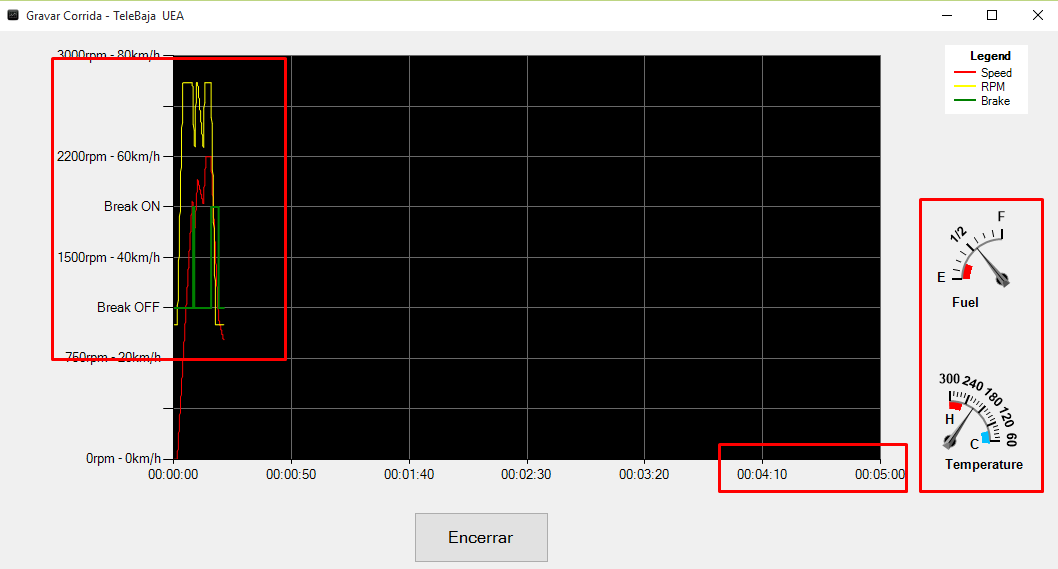 Gravar Corrida - TeleBaja UEA
3000rpm - 80km/h
2200rpm - 60km/h
Break ON
1500rpm - 40km/h
Break OFF
750rpm - 20km/h
0rpm - 0km/h
00:00:00 00:00:50 00:01:40 00:02:30 00:03:20 00:04:10 00:05:00
Legend
Speed
RPM
Brake
E 1/2 F
Fuel
300 240 180 120 60
H C
Temperature
Encerrar